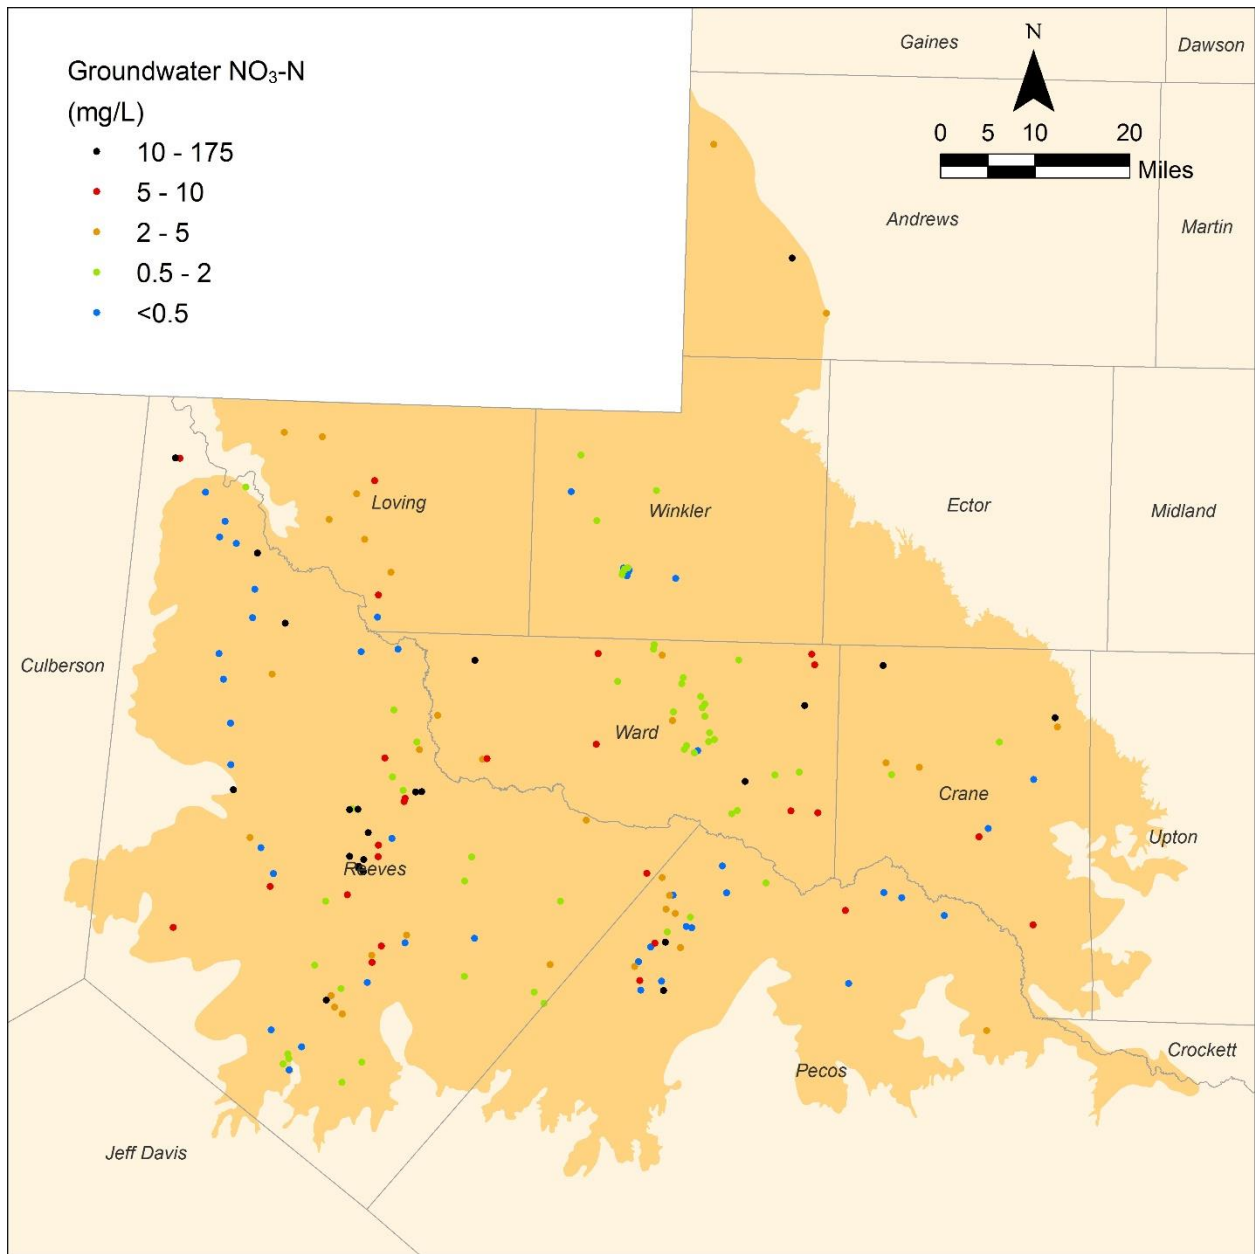 Groundwater NO₃-N
(mg/L)
10 - 175
5 - 10
2 - 5
0.5 - 2
<0.5
N
0 5 10 20
Miles
Gaines
Dawson
Andrews
Martin
Loving
Winkler
Ector
Midland
Culberson
Ward
Crane
Upton
Reeves
Pecos
Crockett
Jeff Davis